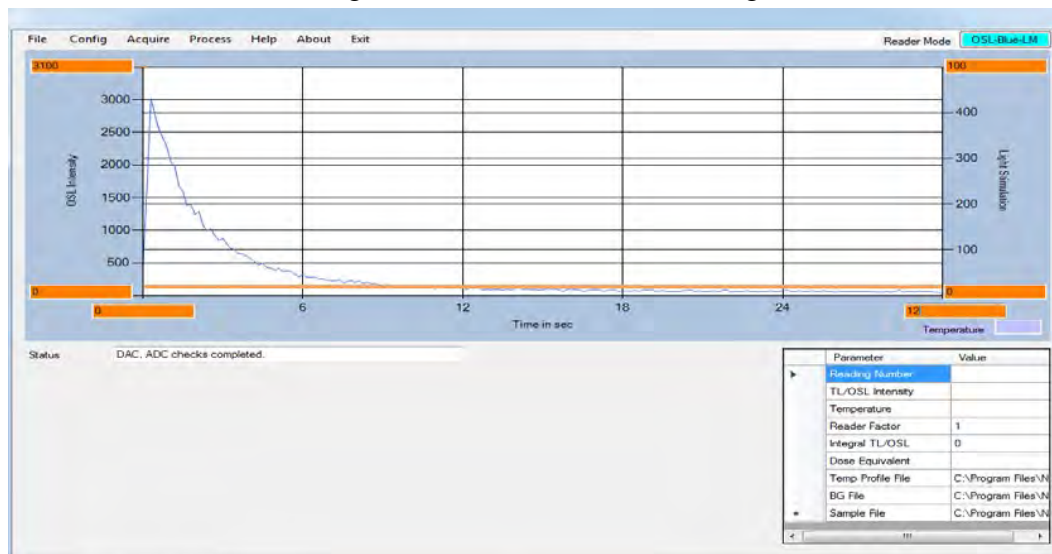 File Config Acquire Process Help About Exit Reader Mode OSL-Blue-LM
3100 100
3000
2500
2000
1500
1000
500
0
OSL Intensity
400
300
200
100
0
Light Stimulation
0 6 12 18 24 12
Time in sec
Temperature
Status DAC, ADC checks completed.
Parameter Value
Reading Number
TL/OSL Intensity
Temperature
Reader Factor 1
Integral TL/OSL 0
Dose Equivalent
Temp Profile File C:\Program Files\N
BG File C:\Program Files\N
Sample File C:\Program Files\N